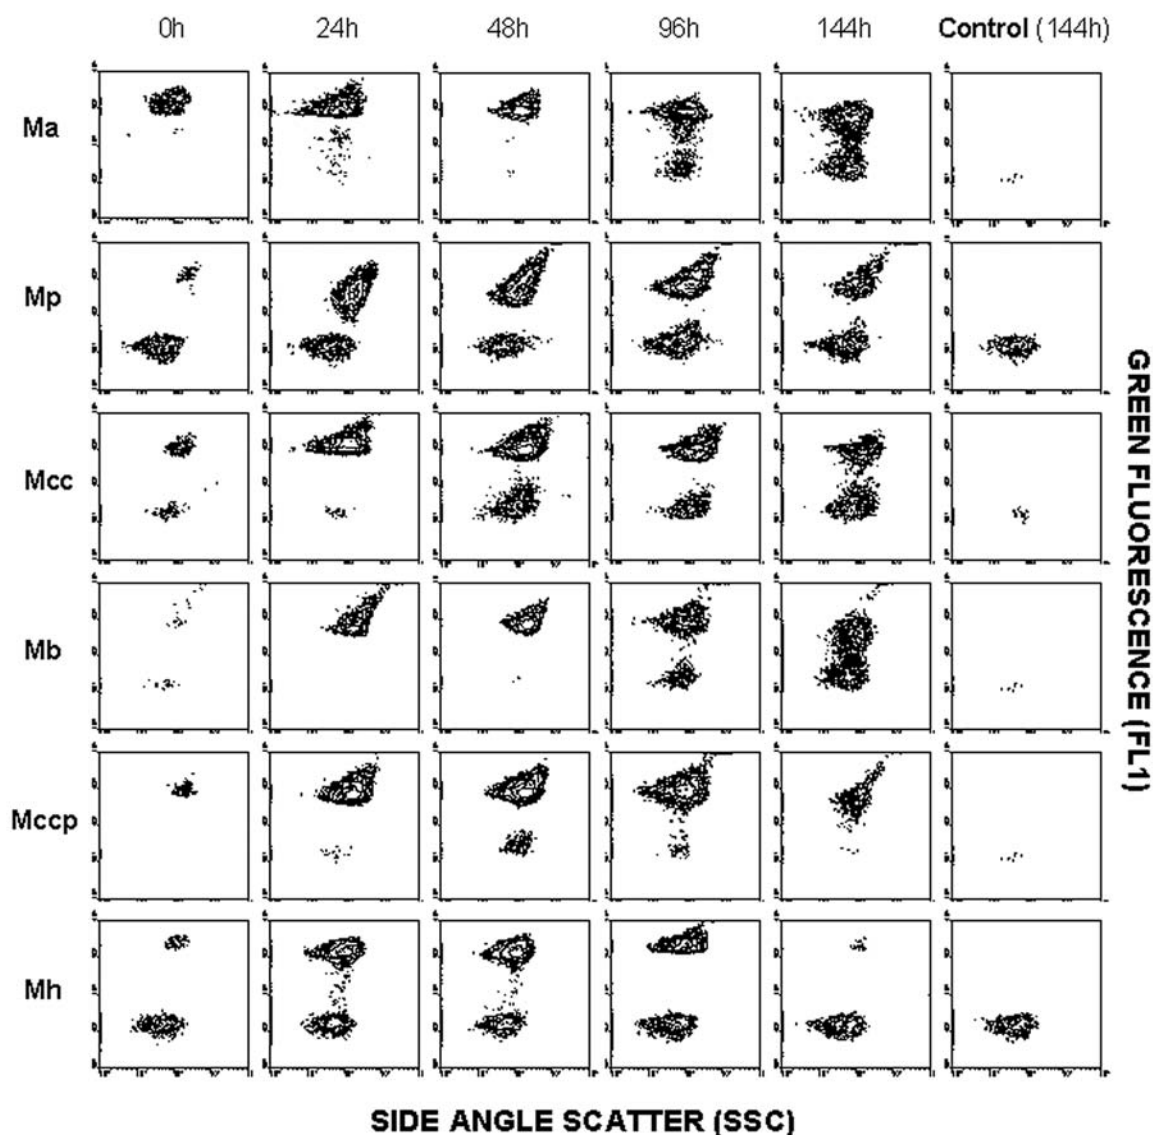 0h 24h 48h 96h 144h Control (144h)
Ma
Mp
Mcc
Mb
Mccp
Mh
GREEN FLUORESCENCE (FL1)
SIDE ANGLE SCATTER (SSC)